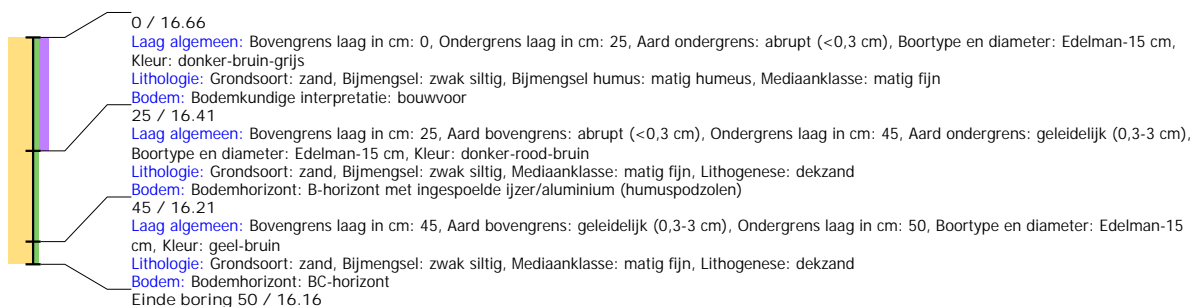 0 / 16.66
Laag algemeen: Bovengrens laag in cm: 0, Ondergrens laag in cm: 25, Aard ondergrens: abrupt (<0,3 cm), Boortype en diameter: Edelman-15 cm,
Kleur: donker-bruin-grijs
Lithologie: Grondsoort: zand, Bijmengsel: zwak siltig, Bijmengsel humus: matig humeus, Mediaanklasse: matig fijn
Bodem: Bodemkundige interpretatie: bouwvoor
25 / 16.41
Laag algemeen: Bovengrens laag in cm: 25, Aard bovengrens: abrupt (<0,3 cm), Ondergrens laag in cm: 45, Aard ondergrens: geleidelijk (0,3-3 cm),
Boortype en diameter: Edelman-15 cm, Kleur: donker-rood-bruin
Lithologie: Grondsoort: zand, Bijmengsel: zwak siltig, Mediaanklasse: matig fijn, Lithogenese: dekzand
Bodem: Bodemhorizont: B-horizont met ingespoelde ijzer/aluminium (humuspodzolen)
45 / 16.21
Laag algemeen: Bovengrens laag in cm: 45, Aard bovengrens: geleidelijk (0,3-3 cm), Ondergrens laag in cm: 50, Boortype en diameter: Edelman-15
cm, Kleur: geel-bruin
Lithologie: Grondsoort: zand, Bijmengsel: zwak siltig, Mediaanklasse: matig fijn, Lithogenese: dekzand
Bodem: Bodemhorizont: BC-horizont
Einde boring 50 / 16.16